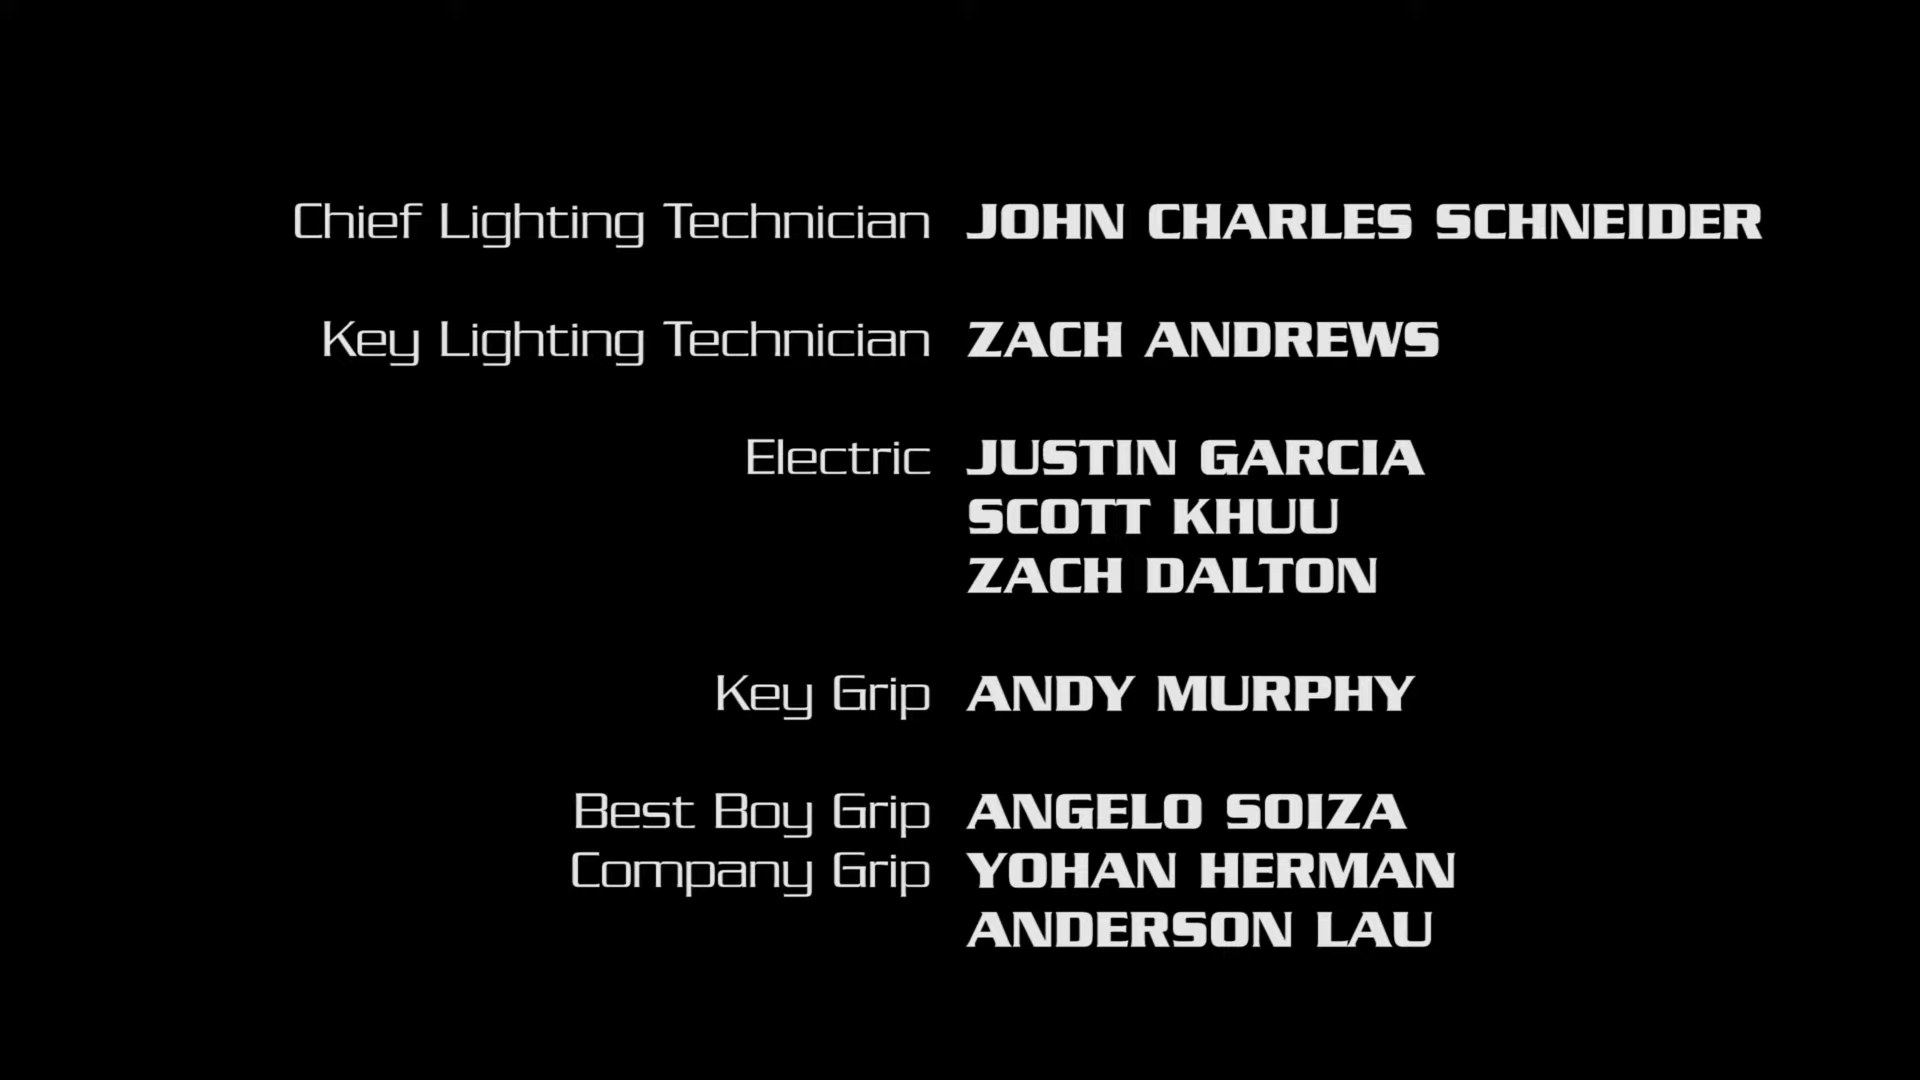 Chief Lighting Technician JOHN CHARLES SCHNEIDER
Key Lighting Technician ZACH ANDREWS
Electric JUSTIN GARCIA
SCOTT KHUU
ZACH DALTON
Key Grip ANDY MURPHY
Best Boy Grip ANGELO SOIZA
Company Grip YOHAN HERMAN
ANDERSON LAU